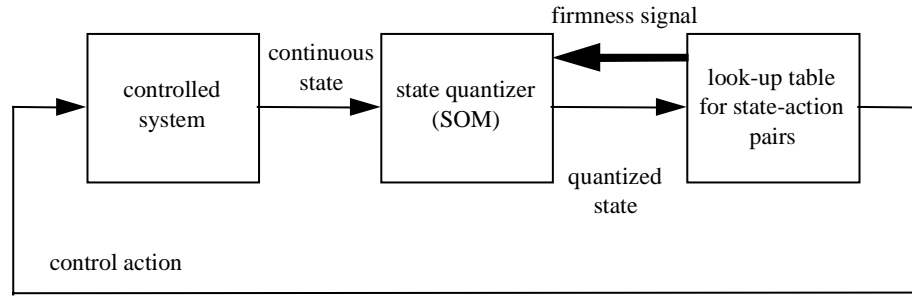 firmness signal
continuous
state
controlled
system
state quantizer
(SOM)
look-up table
for state-action
pairs
quantized
state
control action